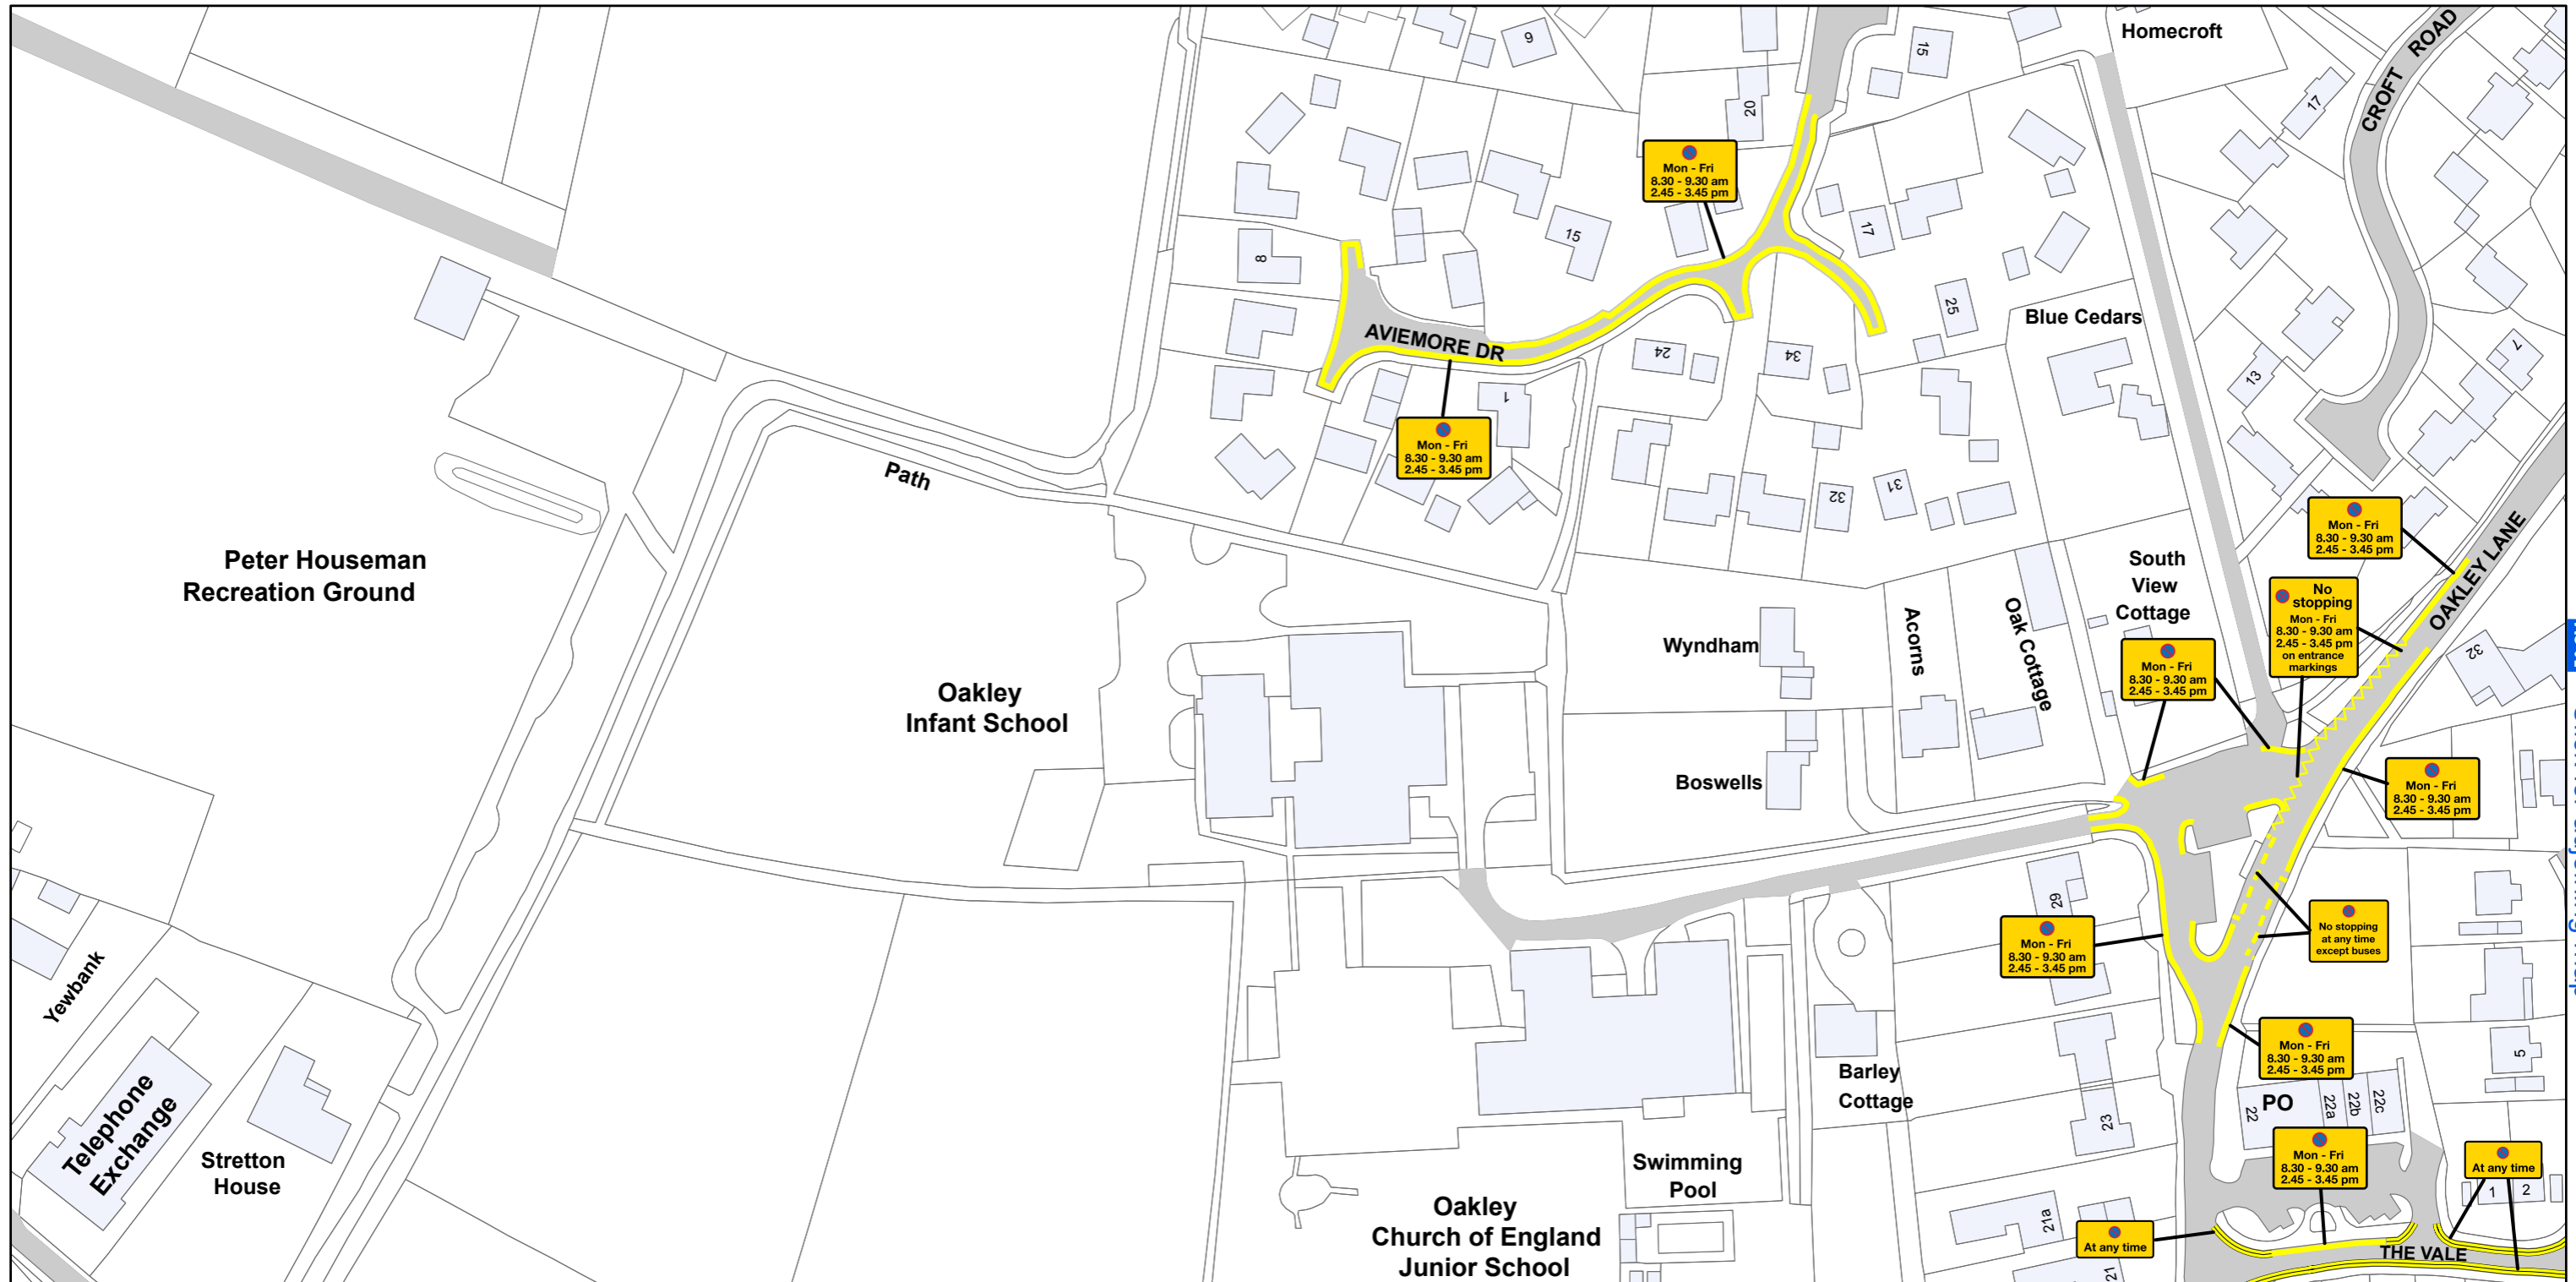 Homecroft
CROFT ROAD
9
15
17
20
Mon - Fri
8.30 - 9.30 am
2.45 - 3.45 pm
15
17
8
25
Blue Cedars
AVIEMORE DR
24
34
7
13
1
Mon - Fri
8.30 - 9.30 am
2.45 - 3.45 pm
Path
32
31
Mon - Fri
8.30 - 9.30 am
2.45 - 3.45 pm
OAKLEY LANE
Peter Houseman
Recreation Ground
South
View
Cottage
No
stopping
Mon - Fri
8.30 - 9.30 am
2.45 - 3.45 pm
on entrance
markings
Wyndham
Acorns
Oak Cottage
32
Mon - Fri
8.30 - 9.30 am
2.45 - 3.45 pm
Oakley
Infant School
Boswells
Mon - Fri
8.30 - 9.30 am
2.45 - 3.45 pm
29
Mon - Fri
8.30 - 9.30 am
2.45 - 3.45 pm
No stopping
at any time
except buses
Yewbank
Mon - Fri
8.30 - 9.30 am
2.45 - 3.45 pm
5
Barley
Cottage
23
22
PO
22a
22b
22c
Telephone
Exchange
Stretton
House
Swimming
Pool
Mon - Fri
8.30 - 9.30 am
2.45 - 3.45 pm
At any time
1
2
Oakley
Church of England
Junior School
21a
At any time
THE VALE
21